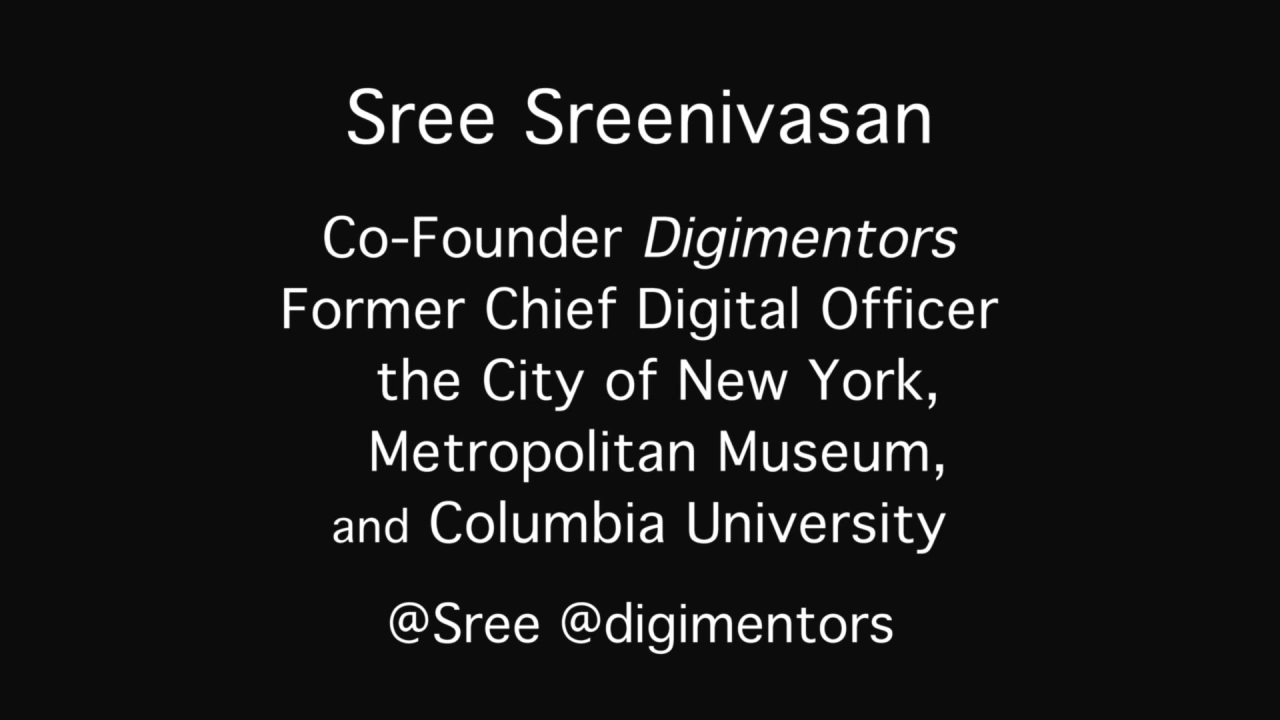 Sree Sreenivasan
Co-Founder Digimentors
Former Chief Digital Officer
the City of New York,
Metropolitan Museum,
and Columbia University
@Sree @digimentors